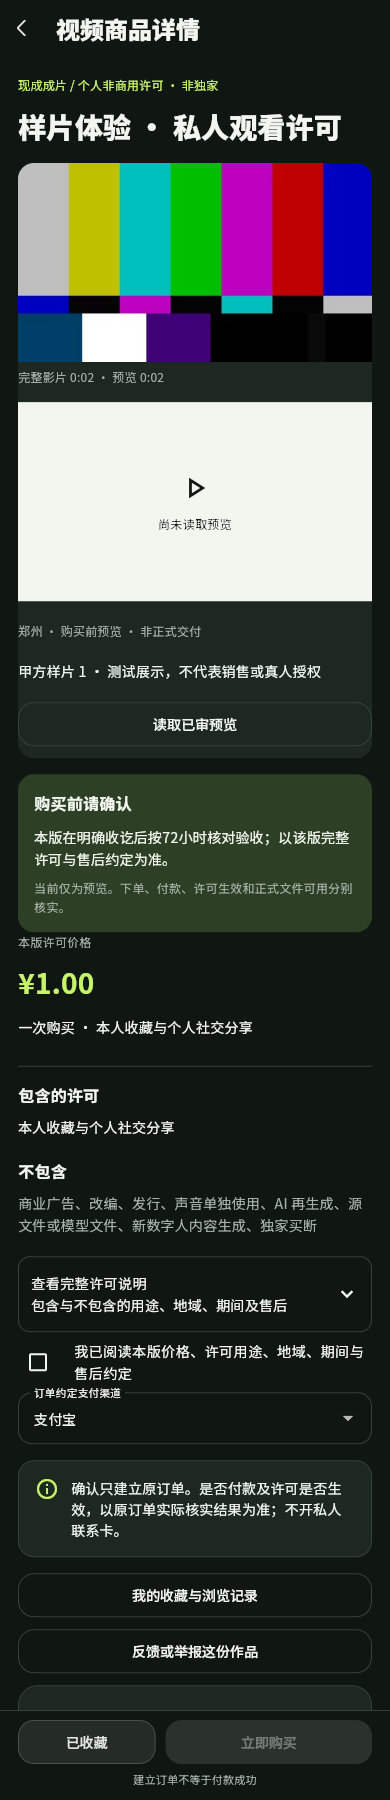 视频商品详情
现成成片 / 个人非商用许可 · 非独家
样片体验 · 私人观看许可
完整影片 0:02 · 预览 0:02
尚未读取预览
郑州 · 购买前预览 · 非正式交付
甲方样片 1 · 测试展示，不代表销售或真人授权
读取已审预览
购买前请确认
本版在明确收讫后按72小时核对验收；以该版完整
许可与售后约定为准。
当前仅为预览。下单、付款、许可生效和正式文件可用分别
核实。
本版许可价格
¥1.00
一次购买 · 本人收藏与个人社交分享
包含的许可
本人收藏与个人社交分享
不包含
商业广告、改编、发行、声音单独使用、AI 再生成、源
文件或模型文件、新数字人内容生成、独家买断
查看完整许可说明
包含与不包含的用途、地域、期间及售后
我已阅读本版价格、许可用途、地域、期间与
售后约定
订单约定支付渠道
支付宝
确认只建立原订单。是否付款及许可是否生
效，以原订单实际核实结果为准；不开私人
联系卡。
我的收藏与浏览记录
反馈或举报这份作品
已收藏
立即购买
建立订单不等于付款成功